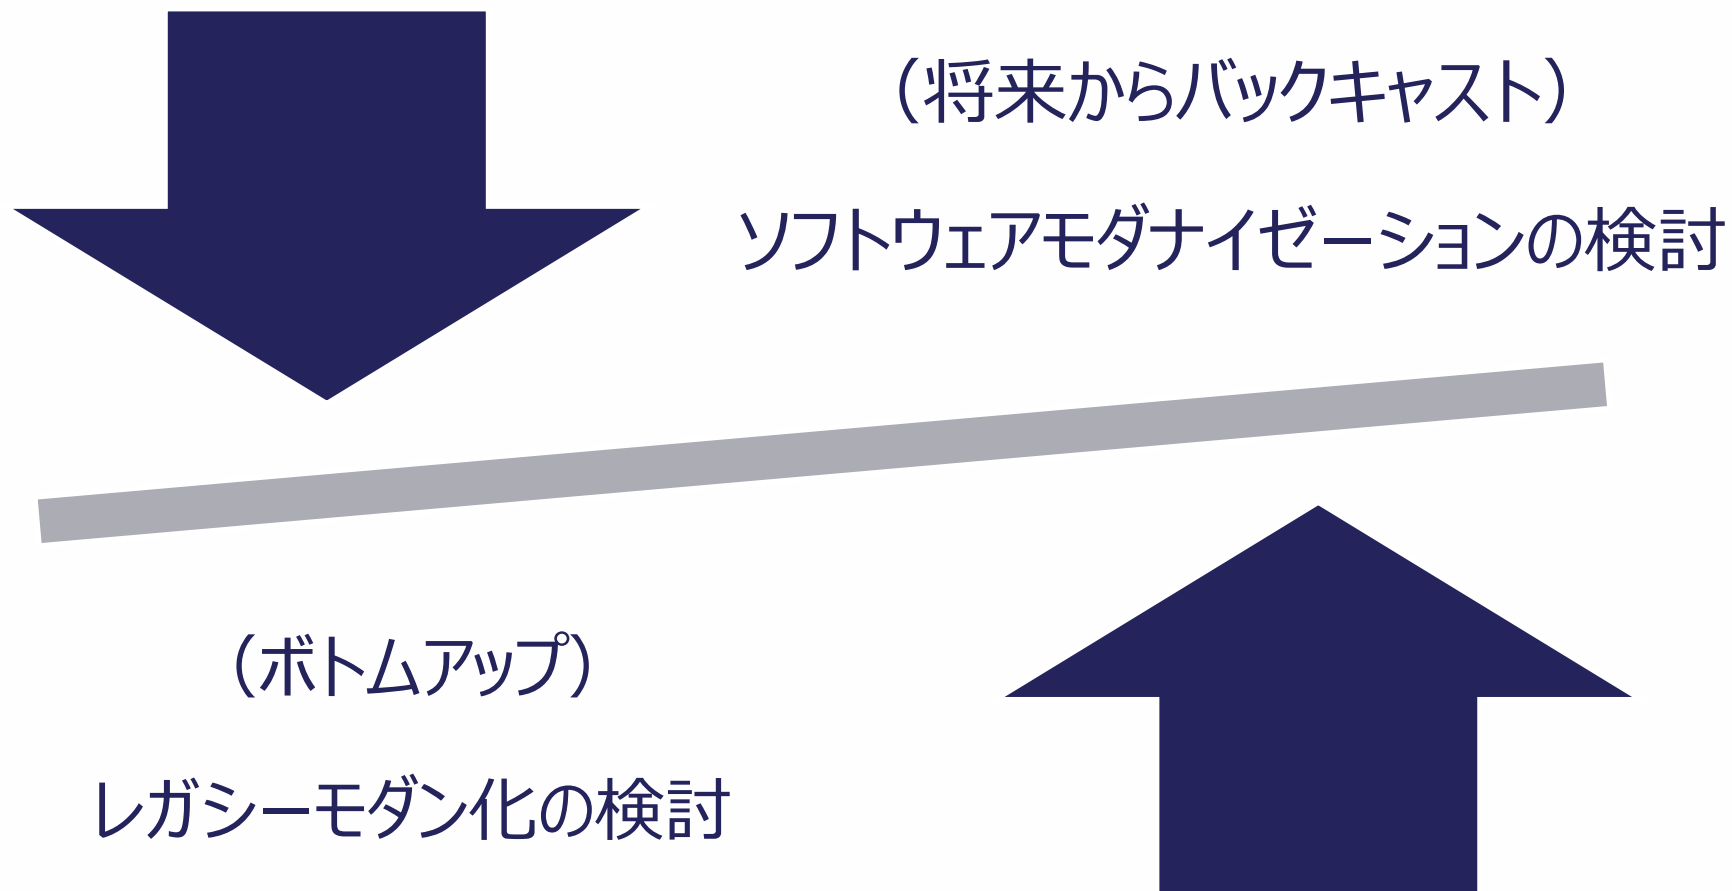 （将来からバックキャスト）
ソフトウェアモダナイゼーションの検討
（ボトムアップ）
レガシーモダン化の検討